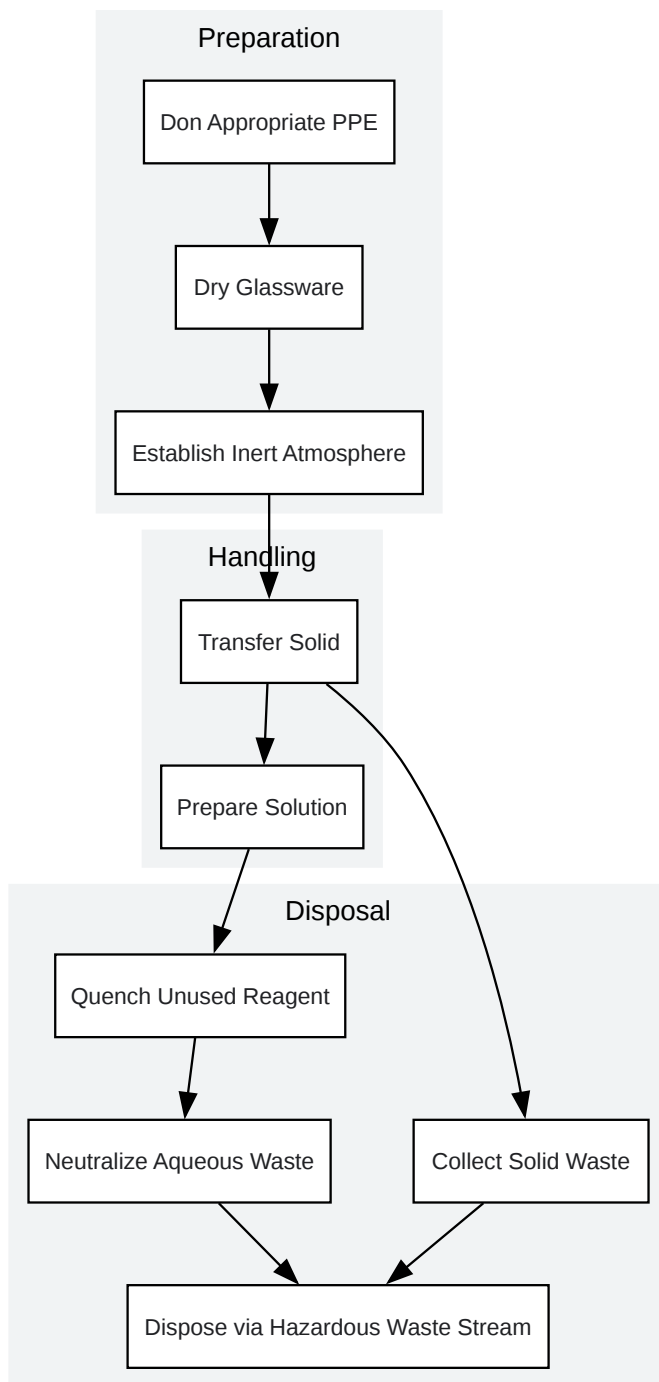 Preparation
Don Appropriate PPE
Dry Glassware
Establish Inert Atmosphere
Handling
Transfer Solid
Prepare Solution
Disposal
Quench Unused Reagent
Neutralize Aqueous Waste
Collect Solid Waste
Dispose via Hazardous Waste Stream